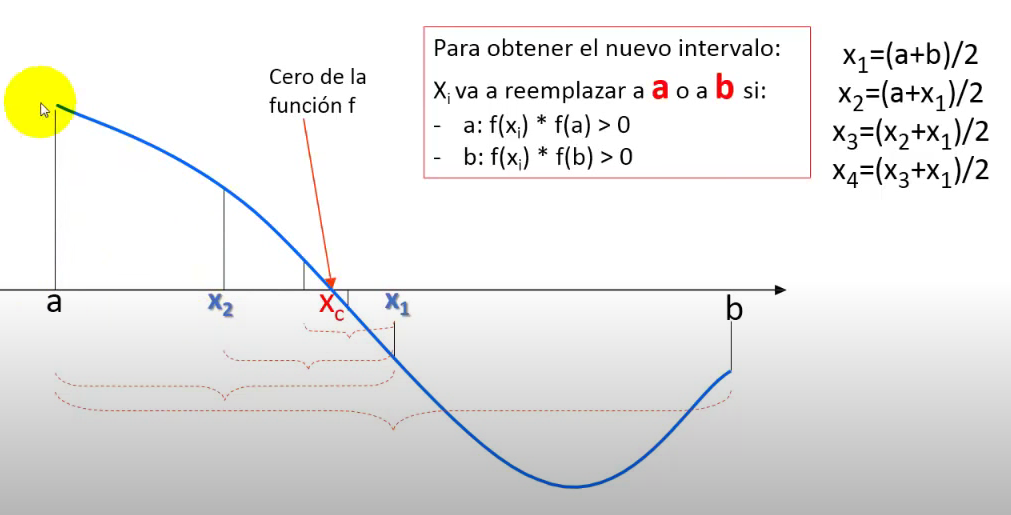 Para obtener el nuevo intervalo:
Xᵢ va a reemplazar a a o a b si:
- a: f(xᵢ) * f(a) > 0
- b: f(xᵢ) * f(b) > 0
x₁=(a+b)/2
x₂=(a+x₁)/2
x₃=(x₂+x₁)/2
x₄=(x₃+x₁)/2
Cero de la
función f
a
x₂
x_c
x₁
b